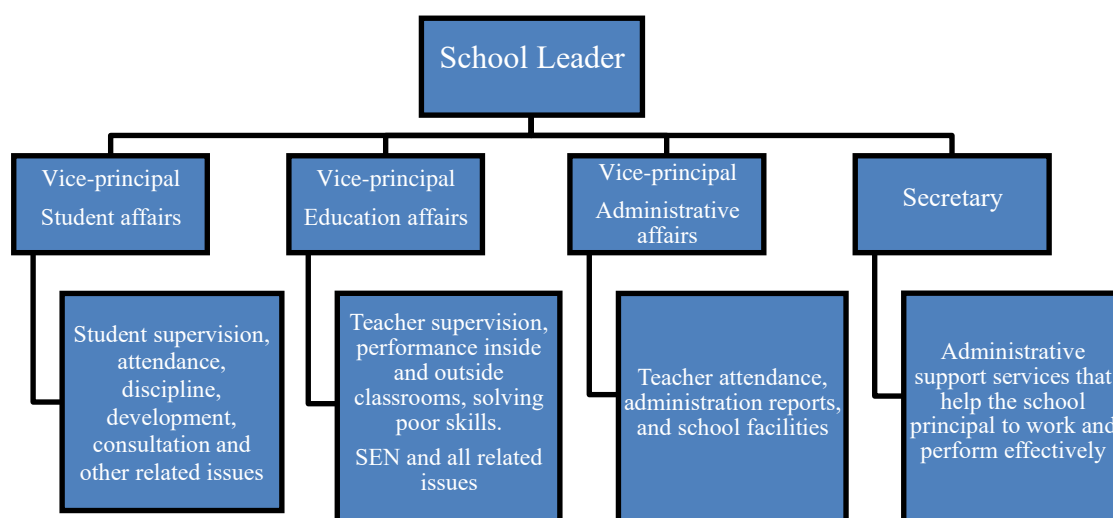 School Leader
Vice-principal
Student affairs
Vice-principal
Education affairs
Vice-principal
Administrative
affairs
Secretary
Student supervision,
attendance,
discipline,
development,
consultation and
other related issues
Teacher supervision,
performance inside
and outside
classrooms, solving
poor skills.
SEN and all related
issues
Teacher attendance,
administration reports,
and school facilities
Administrative
support services that
help the school
principal to work and
perform effectively